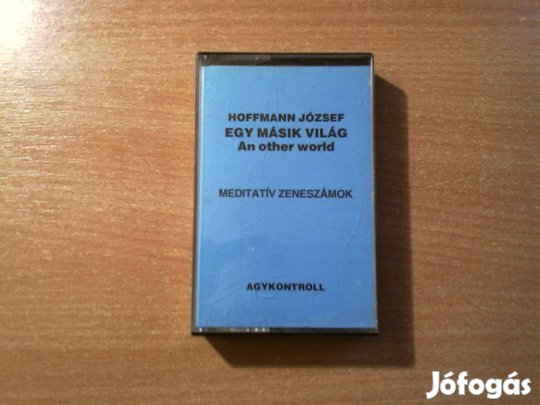 HOFFMANN JÓZSEF
EGY MÁSIK VILÁG
An other world
MEDITATÍV ZENESZÁMOK
AGYKONTROLL
Jófogás